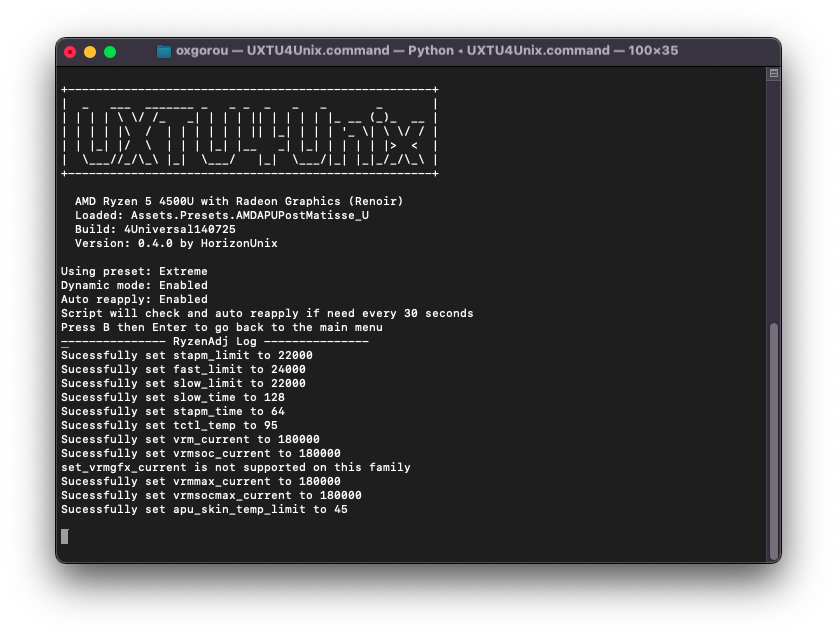 oxgorou — UXTU4Unix.command — Python ◂ UXTU4Unix.command — 100×35
UXTU4Unix
AMD Ryzen 5 4500U with Radeon Graphics (Renoir)
Loaded: Assets.Presets.AMDAPUPostMatisse_U
Build: 4Universal140725
Version: 0.4.0 by HorizonUnix
Using preset: Extreme
Dynamic mode: Enabled
Auto reapply: Enabled
Script will check and auto reapply if need every 30 seconds
Press B then Enter to go back to the main menu
--------------- RyzenAdj Log ---------------
Sucessfully set stapm_limit to 22000
Sucessfully set fast_limit to 24000
Sucessfully set slow_limit to 22000
Sucessfully set slow_time to 128
Sucessfully set stapm_time to 64
Sucessfully set tctl_temp to 95
Sucessfully set vrm_current to 180000
Sucessfully set vrmsoc_current to 180000
set_vrmgfx_current is not supported on this family
Sucessfully set vrmmax_current to 180000
Sucessfully set vrmsocmax_current to 180000
Sucessfully set apu_skin_temp_limit to 45